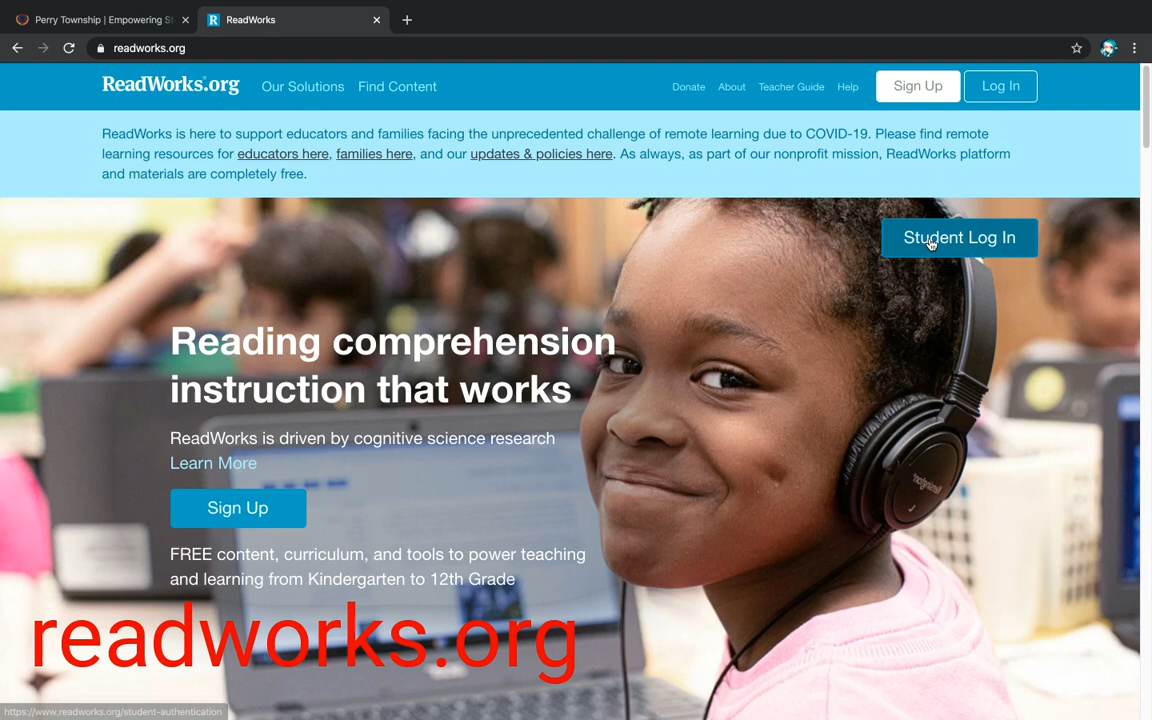 Perry Township | Empowering S
ReadWorks
readworks.org
ReadWorks.org
Our Solutions
Find Content
Donate
About
Teacher Guide
Help
Sign Up
Log In
ReadWorks is here to support educators and families facing the unprecedented challenge of remote learning due to COVID-19. Please find remote
learning resources for educators here, families here, and our updates & policies here. As always, as part of our nonprofit mission, ReadWorks platform
and materials are completely free.
Student Log In
Reading comprehension
instruction that works
ReadWorks is driven by cognitive science research
Learn More
Sign Up
FREE content, curriculum, and tools to power teaching
and learning from Kindergarten to 12th Grade
readworks.org
https://www.readworks.org/student-authentication